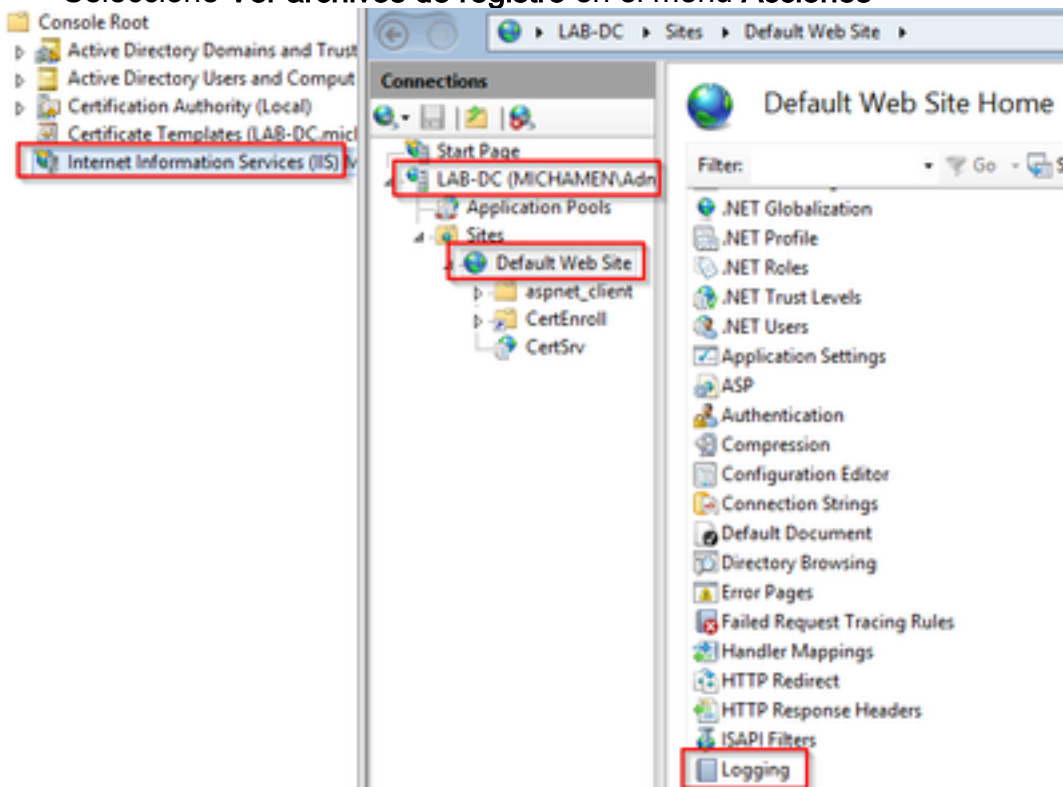 Seleccione Ver archivos de registro en el menú Acciones
Console Root
Active Directory Domains and Trust
Active Directory Users and Comput
Certification Authority (Local)
Certificate Templates (LAB-DC.micl
Internet Information Services (IIS)
LAB-DC Sites Default Web Site
Connections
Start Page
LAB-DC (MICHAMEN\Adn
Application Pools
Sites
Default Web Site
aspnet_client
CertEnroll
CertSrv
Default Web Site Home
Filter: Go S
.NET Globalization
.NET Profile
.NET Roles
.NET Trust Levels
.NET Users
Application Settings
ASP
Authentication
Compression
Configuration Editor
Connection Strings
Default Document
Directory Browsing
Error Pages
Failed Request Tracing Rules
Handler Mappings
HTTP Redirect
HTTP Response Headers
ISAPI Filters
Logging